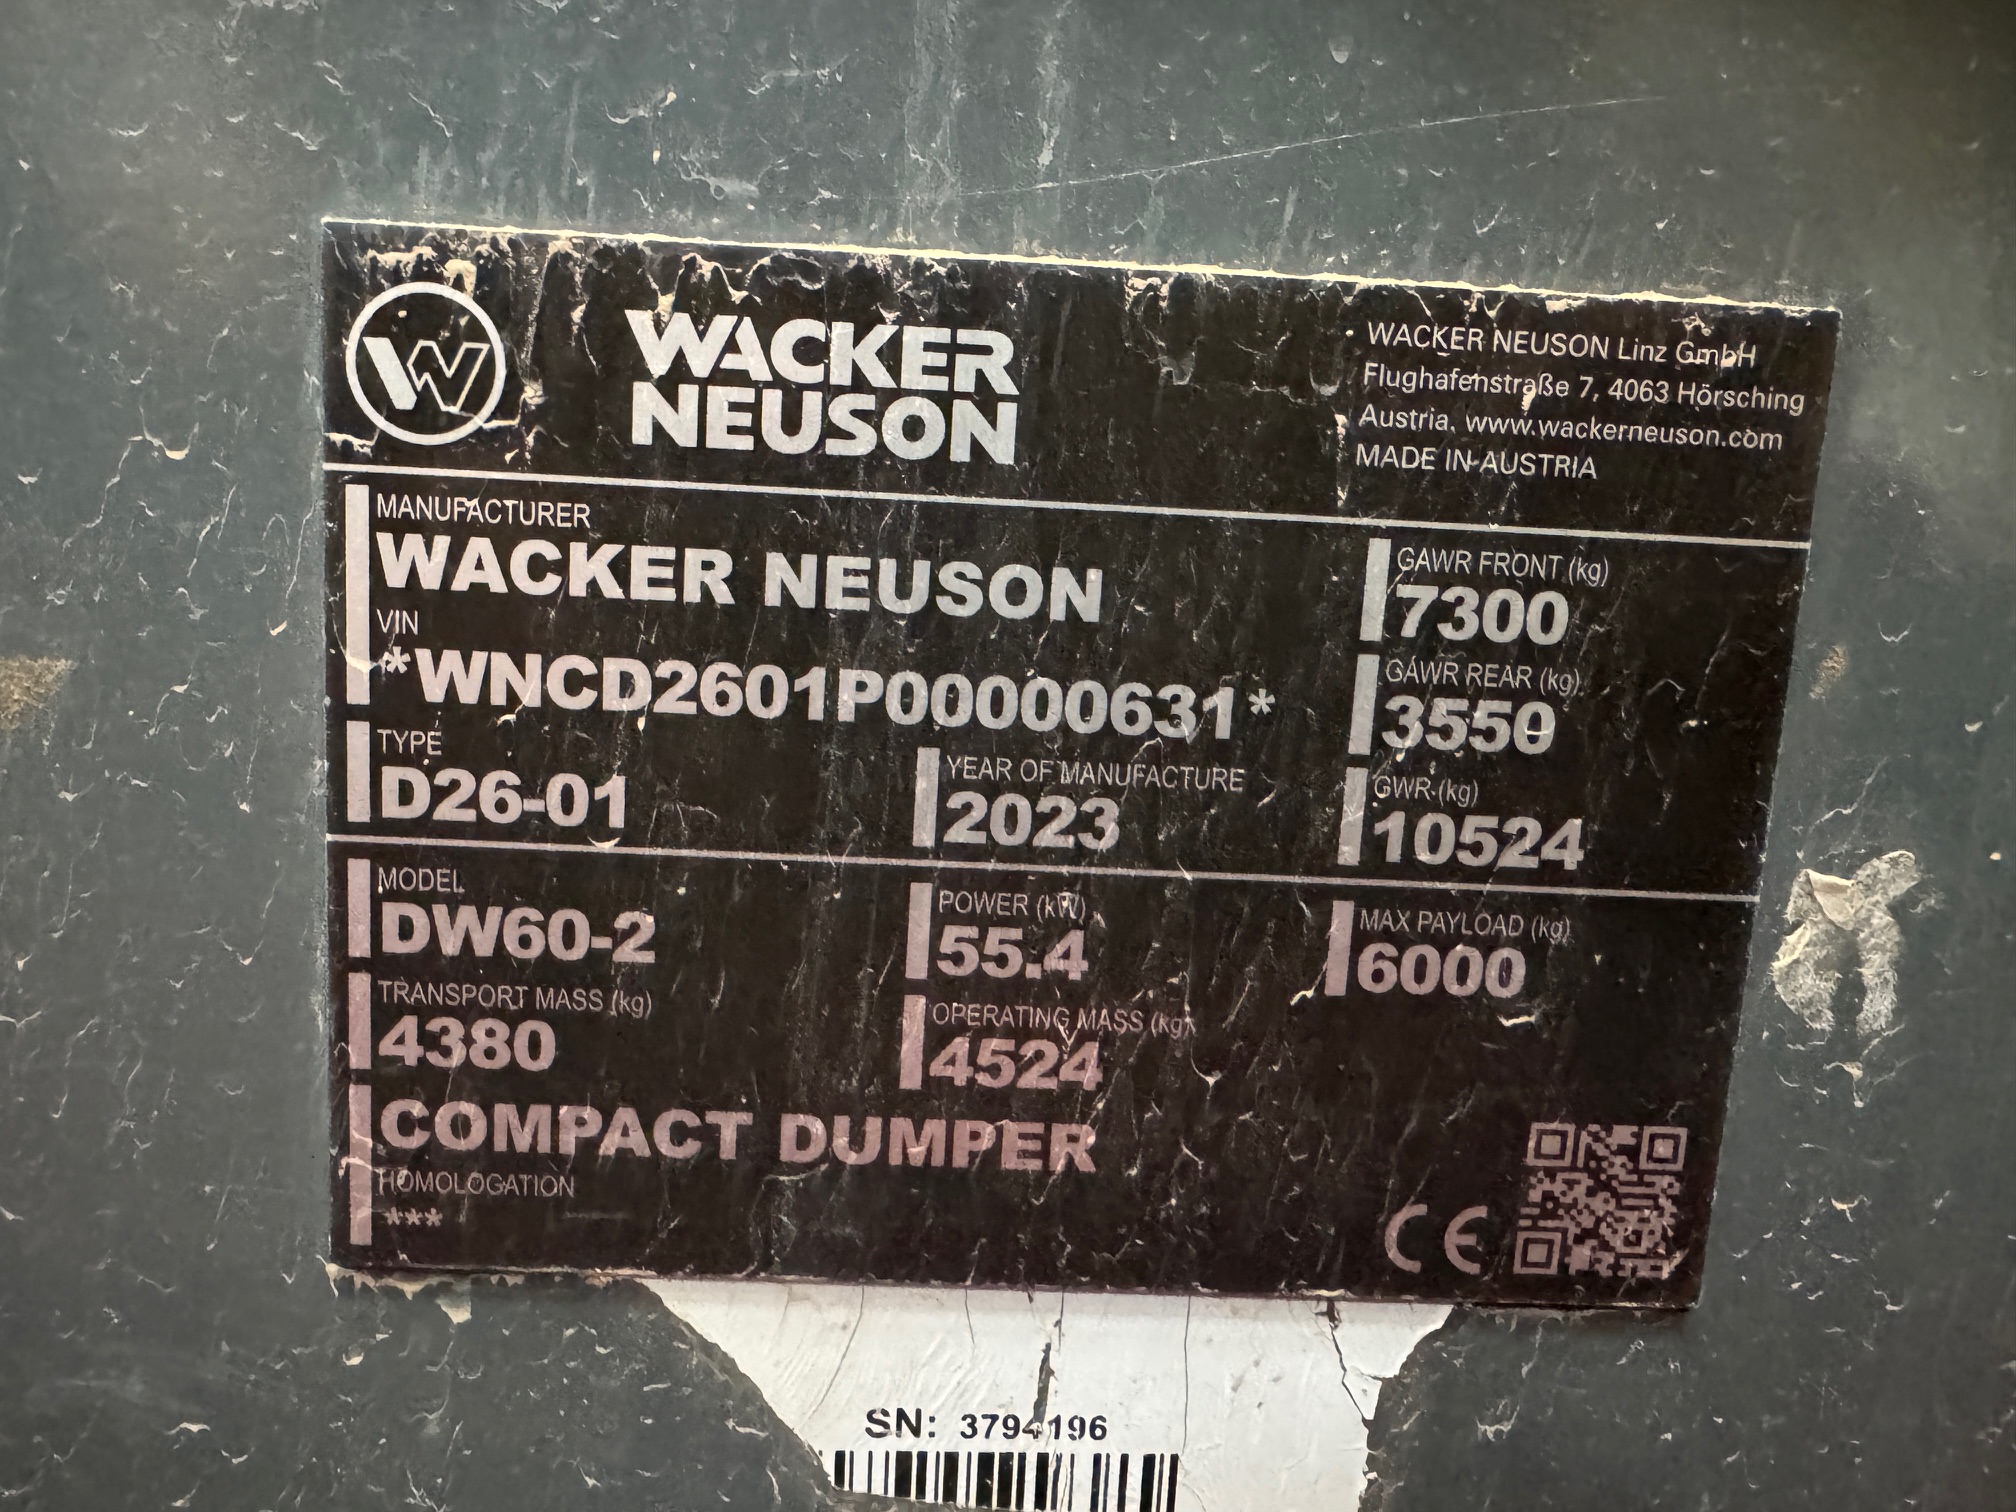 WACKER
NEUSON
WACKER NEUSON Linz GmbH
Flughafenstraße 7, 4063 Hörsching
Austria, www.wackerneuson.com
MADE IN AUSTRIA
MANUFACTURER
WACKER NEUSON
VIN
*WNCD2601P00000631*
TYPE
D26-01
YEAR OF MANUFACTURE
2023
GAWR FRONT (kg)
7300
GAWR REAR (kg)
3550
GWR (kg)
10524
MODEL
DW60-2
POWER (kW)
55.4
MAX PAYLOAD (kg)
6000
TRANSPORT MASS (kg)
4380
OPERATING MASS (kg)
4524
COMPACT DUMPER
HOMOLOGATION
***
CE
SN: 3794196